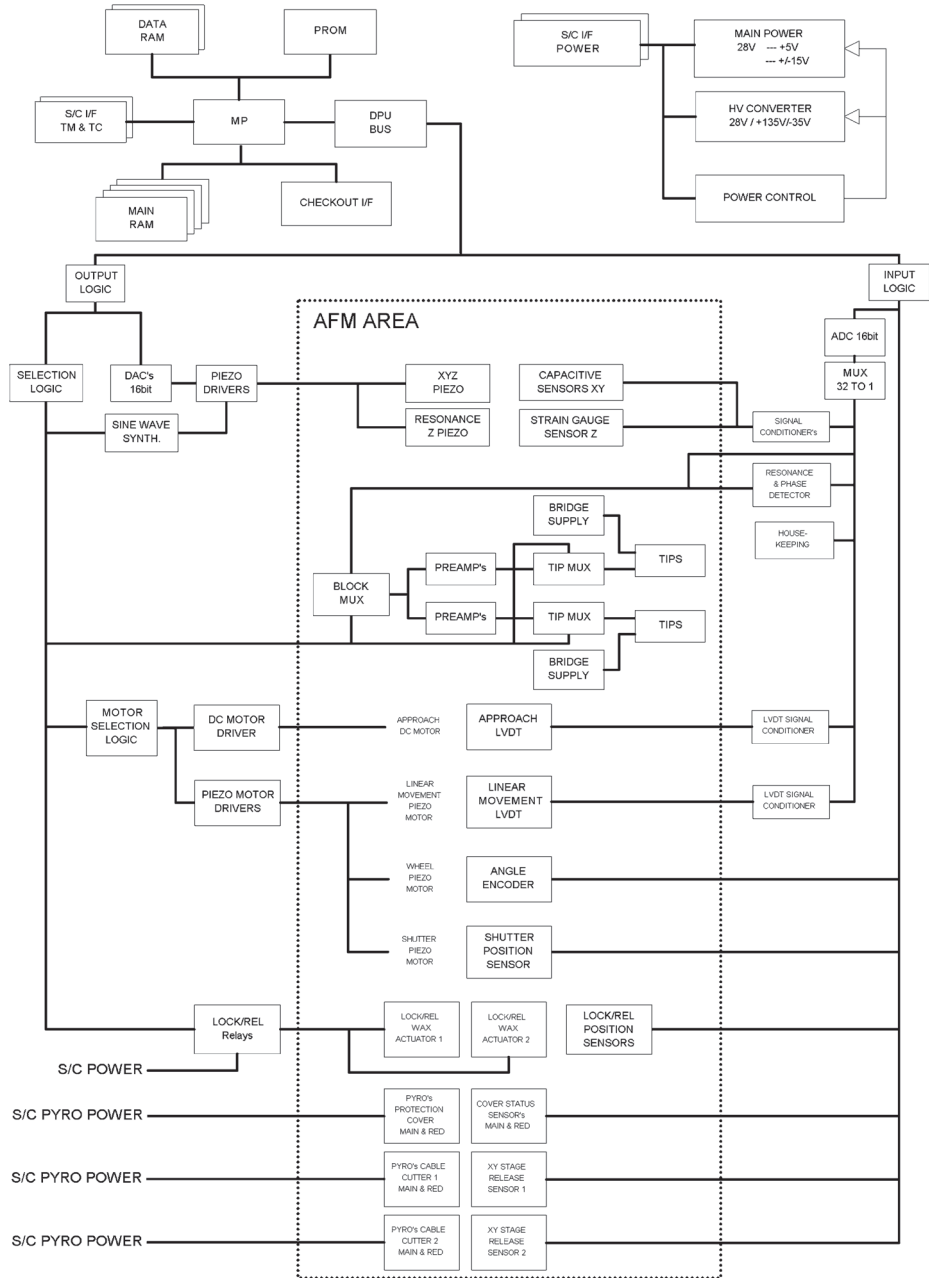 DATA
RAM
PROM
S/C I/F
POWER
MAIN POWER
28V --- +5V
--- +/-15V
S/C I/F
TM & TC
MP
DPU
BUS
HV CONVERTER
28V / +135V/-35V
MAIN
RAM
CHECKOUT I/F
POWER CONTROL
OUTPUT
LOGIC
INPUT
LOGIC
AFM AREA
ADC 16bit
SELECTION
LOGIC
DAC's
16bit
PIEZO
DRIVERS
XYZ
PIEZO
CAPACITIVE
SENSORS XY
MUX
32 TO 1
SINE WAVE
SYNTH.
RESONANCE
Z PIEZO
STRAIN GAUGE
SENSOR Z
SIGNAL
CONDITIONER's
RESONANCE
& PHASE
DETECTOR
BRIDGE
SUPPLY
HOUSE-
KEEPING
PREAMP's
TIP MUX
TIPS
BLOCK
MUX
PREAMP's
TIP MUX
TIPS
BRIDGE
SUPPLY
MOTOR
SELECTION
LOGIC
DC MOTOR
DRIVER
APPROACH
DC MOTOR
APPROACH
LVDT
LVDT SIGNAL
CONDITIONER
PIEZO MOTOR
DRIVERS
LINEAR
MOVEMENT
PIEZO
MOTOR
LINEAR
MOVEMENT
LVDT
LVDT SIGNAL
CONDITIONER
WHEEL
PIEZO
MOTOR
ANGLE
ENCODER
SHUTTER
PIEZO
MOTOR
SHUTTER
POSITION
SENSOR
LOCK/REL
Relays
LOCK/REL
WAX
ACTUATOR 1
LOCK/REL
WAX
ACTUATOR 2
LOCK/REL
POSITION
SENSORS
S/C POWER
S/C PYRO POWER
PYRO's
PROTECTION
COVER
MAIN & RED
COVER STATUS
SENSOR's
MAIN & RED
S/C PYRO POWER
PYRO's CABLE
CUTTER 1
MAIN & RED
XY STAGE
RELEASE
SENSOR 1
S/C PYRO POWER
PYRO's CABLE
CUTTER 2
MAIN & RED
XY STAGE
RELEASE
SENSOR 2